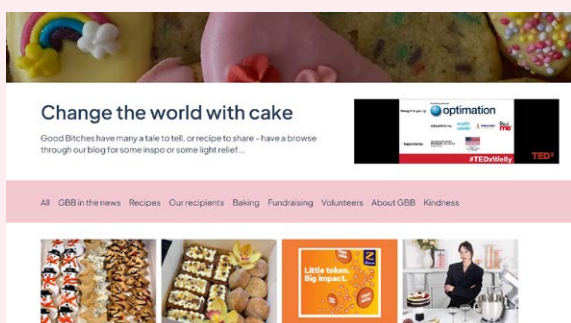 Change the world with cake
Good Bitches have many a tale to tell, or recipe to share - have a browse
through our blog for some inspo or some light relief...
optimation
#TEDxWelly
TEDx
All GBB in the news Recipes Our recipients Baking Fundraising Volunteers About GBB Kindness
Little token.
Big impact.
Z